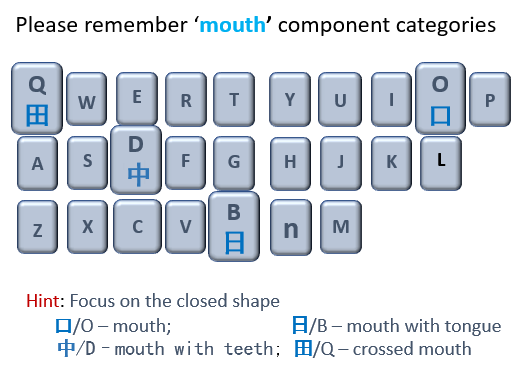 Please remember ‘mouth’ component categories
Q W E R T Y U I O P
田 口
A S D F G H J K L
中
Z X C V B n M
日
Hint: Focus on the closed shape
口/O – mouth; 日/B – mouth with tongue
中/D – mouth with teeth; 田/Q – crossed mouth